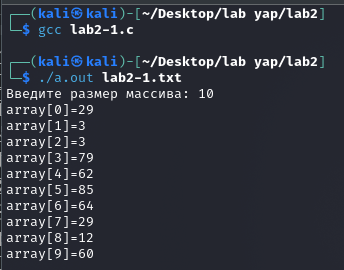 ┌──(kali㉿kali)-[~/Desktop/lab yap/lab2]
└─$ gcc lab2-1.c
┌──(kali㉿kali)-[~/Desktop/lab yap/lab2]
└─$ ./a.out lab2-1.txt
Введите размер массива: 10
array[0]=29
array[1]=3
array[2]=3
array[3]=79
array[4]=62
array[5]=85
array[6]=64
array[7]=29
array[8]=12
array[9]=60